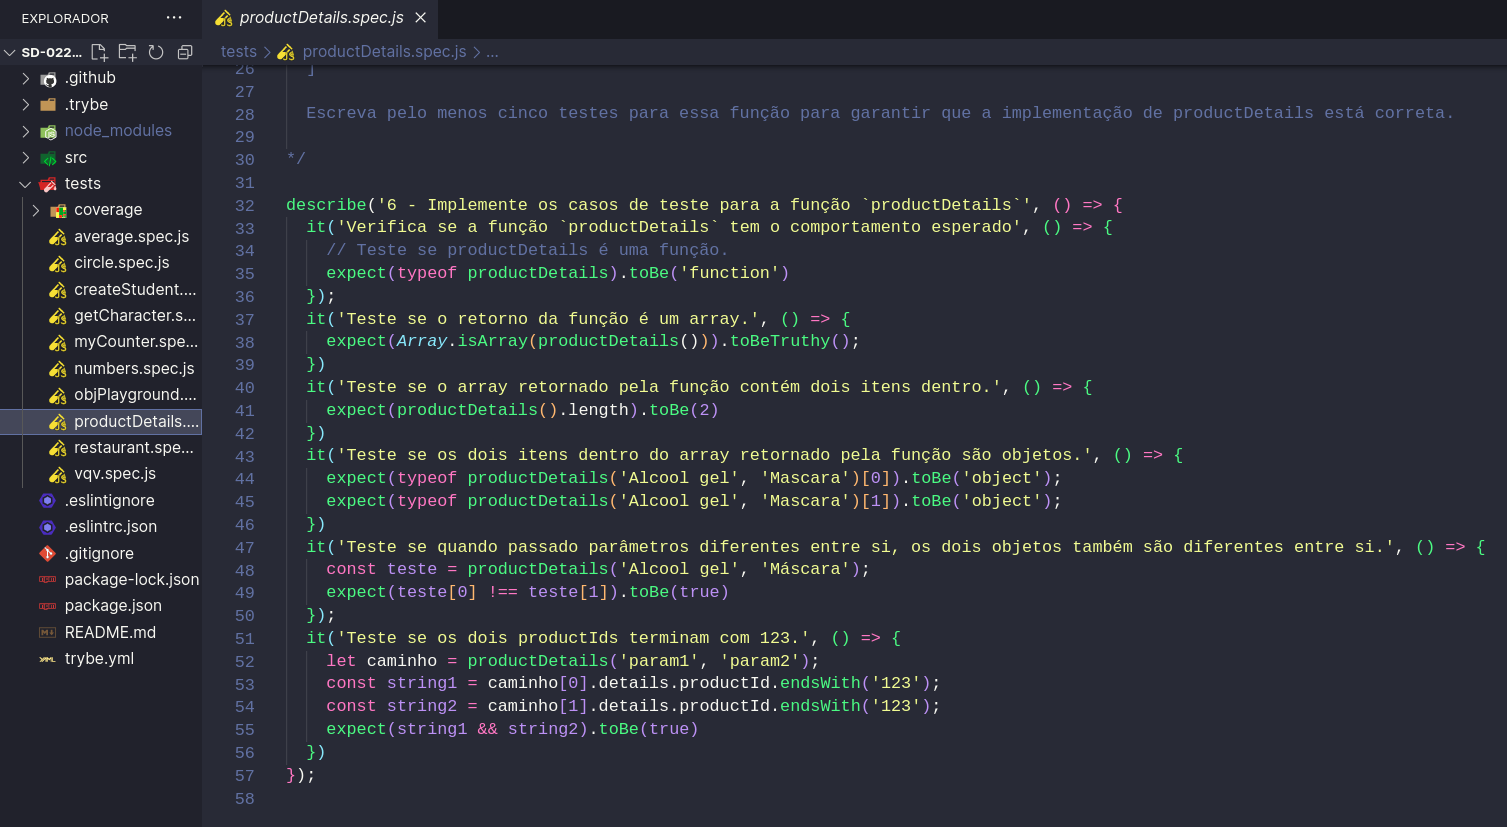 EXPLORADOR ···
SD-022...
.github
.trybe
node_modules
src
tests
coverage
average.spec.js
circle.spec.js
createStudent....
getCharacter.s...
myCounter.spe...
numbers.spec.js
objPlayground....
productDetails....
restaurant.spe...
vqv.spec.js
.eslintignore
.eslintrc.json
.gitignore
package-lock.json
package.json
README.md
trybe.yml
productDetails.spec.js
tests > productDetails.spec.js > ...
26 ]
27
28 Escreva pelo menos cinco testes para essa função para garantir que a implementação de productDetails está correta.
29
30 */
31
32 describe('6 - Implemente os casos de teste para a função `productDetails`', () => {
33 it('Verifica se a função `productDetails` tem o comportamento esperado', () => {
34 // Teste se productDetails é uma função.
35 expect(typeof productDetails).toBe('function')
36 });
37 it('Teste se o retorno da função é um array.', () => {
38 expect(Array.isArray(productDetails())).toBeTruthy();
39 })
40 it('Teste se o array retornado pela função contém dois itens dentro.', () => {
41 expect(productDetails().length).toBe(2)
42 })
43 it('Teste se os dois itens dentro do array retornado pela função são objetos.', () => {
44 expect(typeof productDetails('Alcool gel', 'Mascara')[0]).toBe('object');
45 expect(typeof productDetails('Alcool gel', 'Mascara')[1]).toBe('object');
46 })
47 it('Teste se quando passado parâmetros diferentes entre si, os dois objetos também são diferentes entre si.', () => {
48 const teste = productDetails('Alcool gel', 'Máscara');
49 expect(teste[0] !== teste[1]).toBe(true)
50 });
51 it('Teste se os dois productIds terminam com 123.', () => {
52 let caminho = productDetails('param1', 'param2');
53 const string1 = caminho[0].details.productId.endsWith('123');
54 const string2 = caminho[1].details.productId.endsWith('123');
55 expect(string1 && string2).toBe(true)
56 })
57 });
58